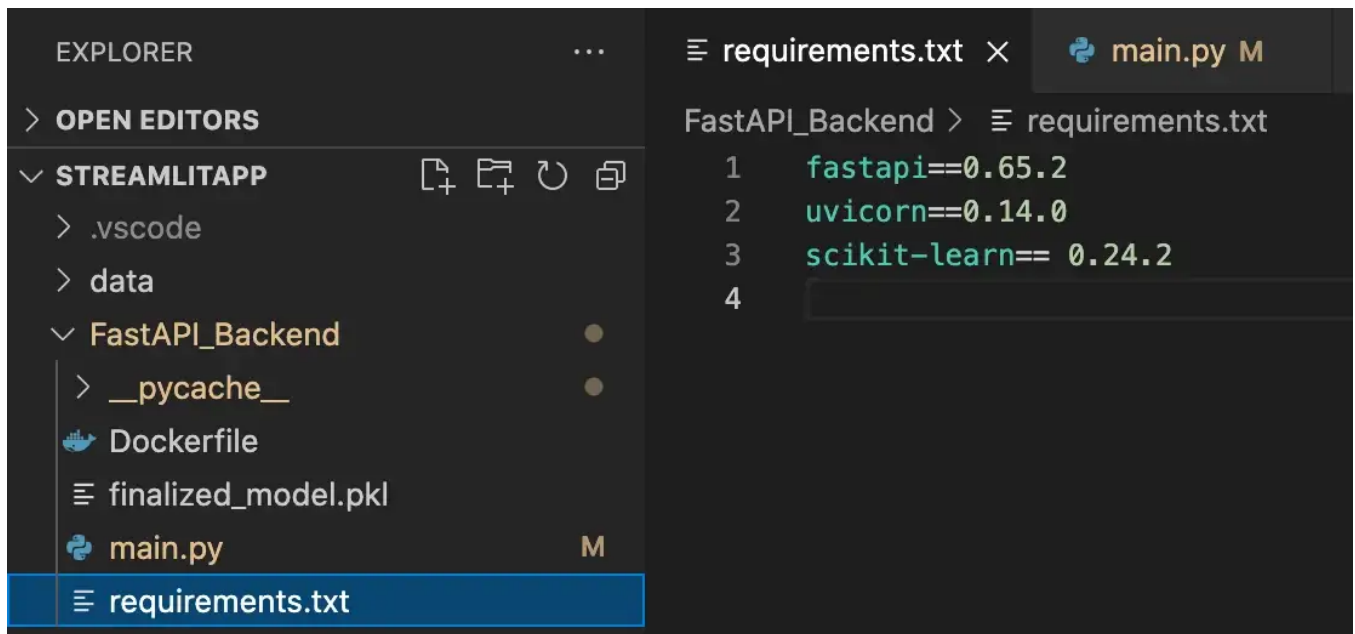 EXPLORER
OPEN EDITORS
STREAMLITAPP
.vscode
data
FastAPI_Backend
__pycache__
Dockerfile
finalized_model.pkl
main.py M
requirements.txt
requirements.txt
main.py M
FastAPI_Backend > requirements.txt
1 fastapi==0.65.2
2 uvicorn==0.14.0
3 scikit-learn== 0.24.2
4